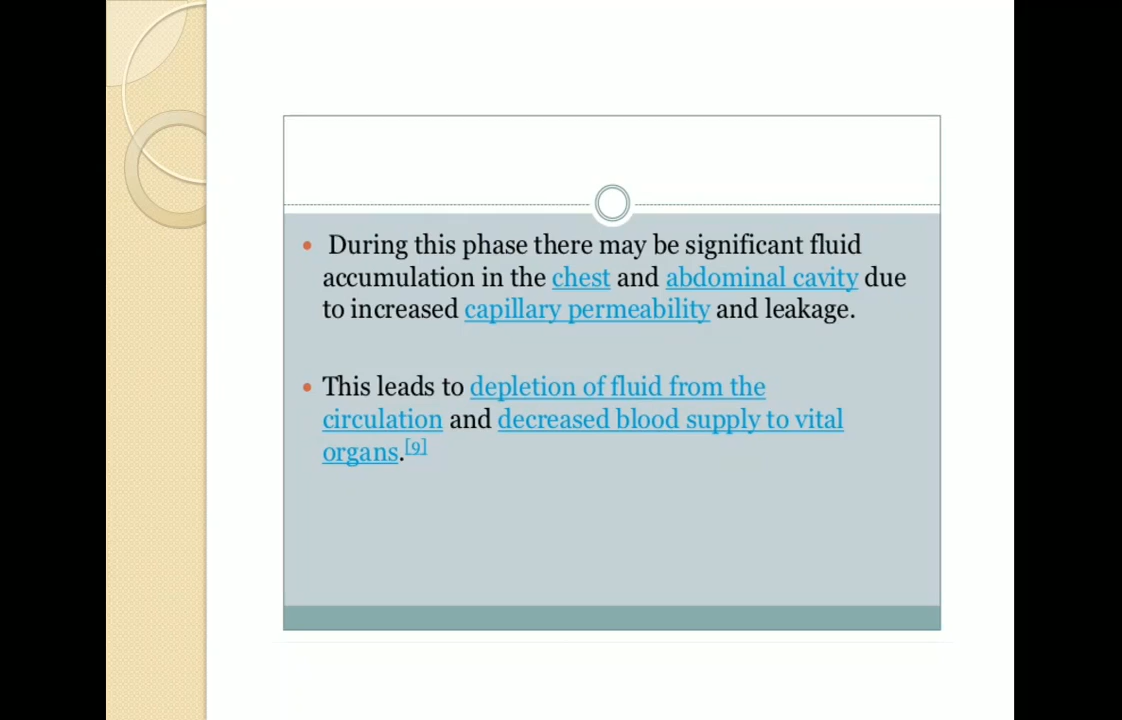 During this phase there may be significant fluid
accumulation in the chest and abdominal cavity due
to increased capillary permeability and leakage.
This leads to depletion of fluid from the
circulation and decreased blood supply to vital
organs.[9]